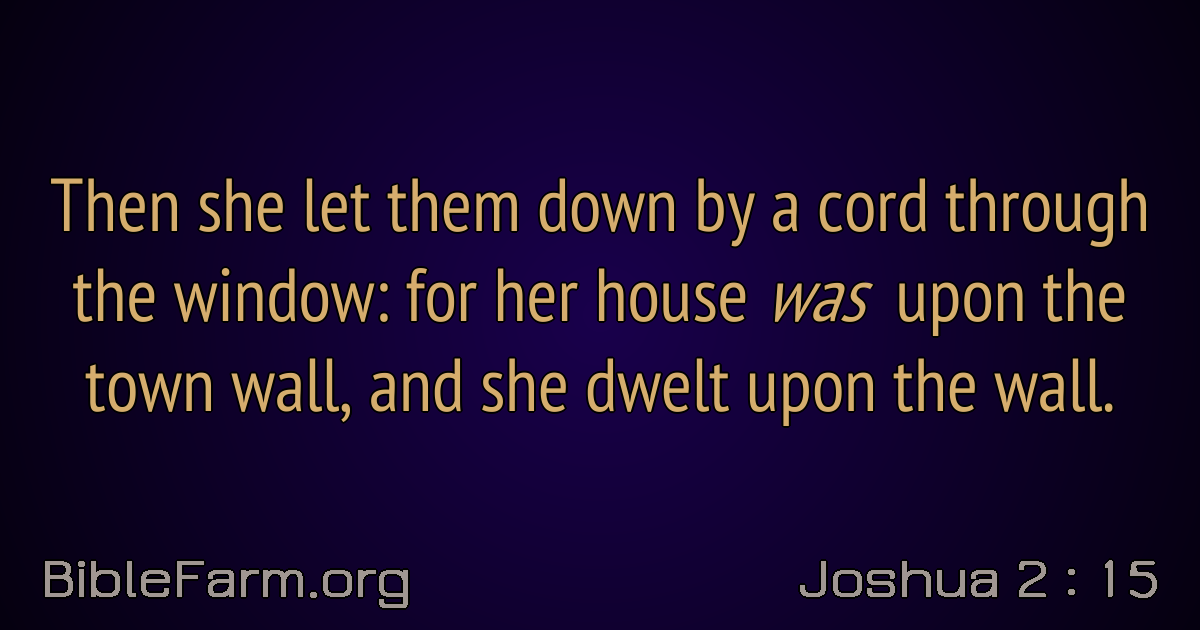 Then she let them down by a cord through
the window: for her house was upon the
town wall, and she dwelt upon the wall.
BibleFarm.org
Joshua 2 : 15